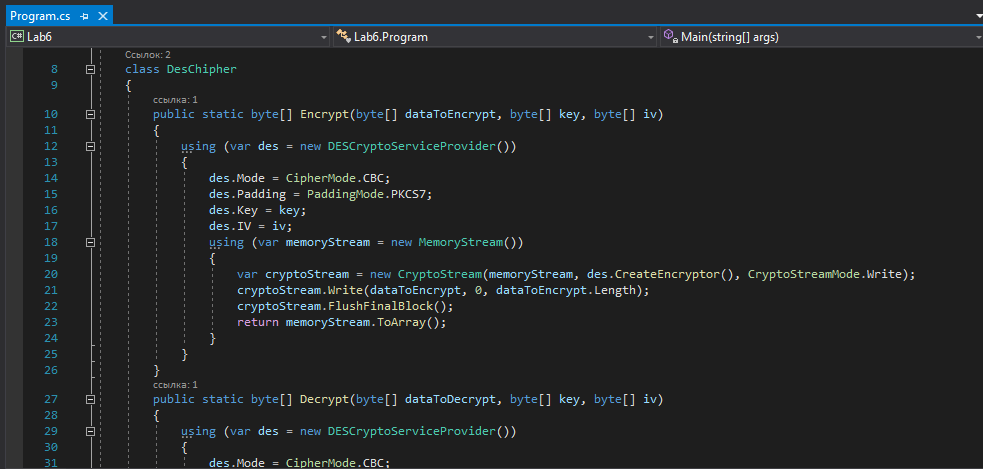 Program.cs
Lab6 Lab6.Program Main(string[] args)
Ссылок: 2
8 class DesChipher
9 {
ссылка: 1
10 public static byte[] Encrypt(byte[] dataToEncrypt, byte[] key, byte[] iv)
11 {
12 using (var des = new DESCryptoServiceProvider())
13 {
14 des.Mode = CipherMode.CBC;
15 des.Padding = PaddingMode.PKCS7;
16 des.Key = key;
17 des.IV = iv;
18 using (var memoryStream = new MemoryStream())
19 {
20 var cryptoStream = new CryptoStream(memoryStream, des.CreateEncryptor(), CryptoStreamMode.Write);
21 cryptoStream.Write(dataToEncrypt, 0, dataToEncrypt.Length);
22 cryptoStream.FlushFinalBlock();
23 return memoryStream.ToArray();
24 }
25 }
26 }
ссылка: 1
27 public static byte[] Decrypt(byte[] dataToDecrypt, byte[] key, byte[] iv)
28 {
29 using (var des = new DESCryptoServiceProvider())
30 {
31 des.Mode = CipherMode.CBC;